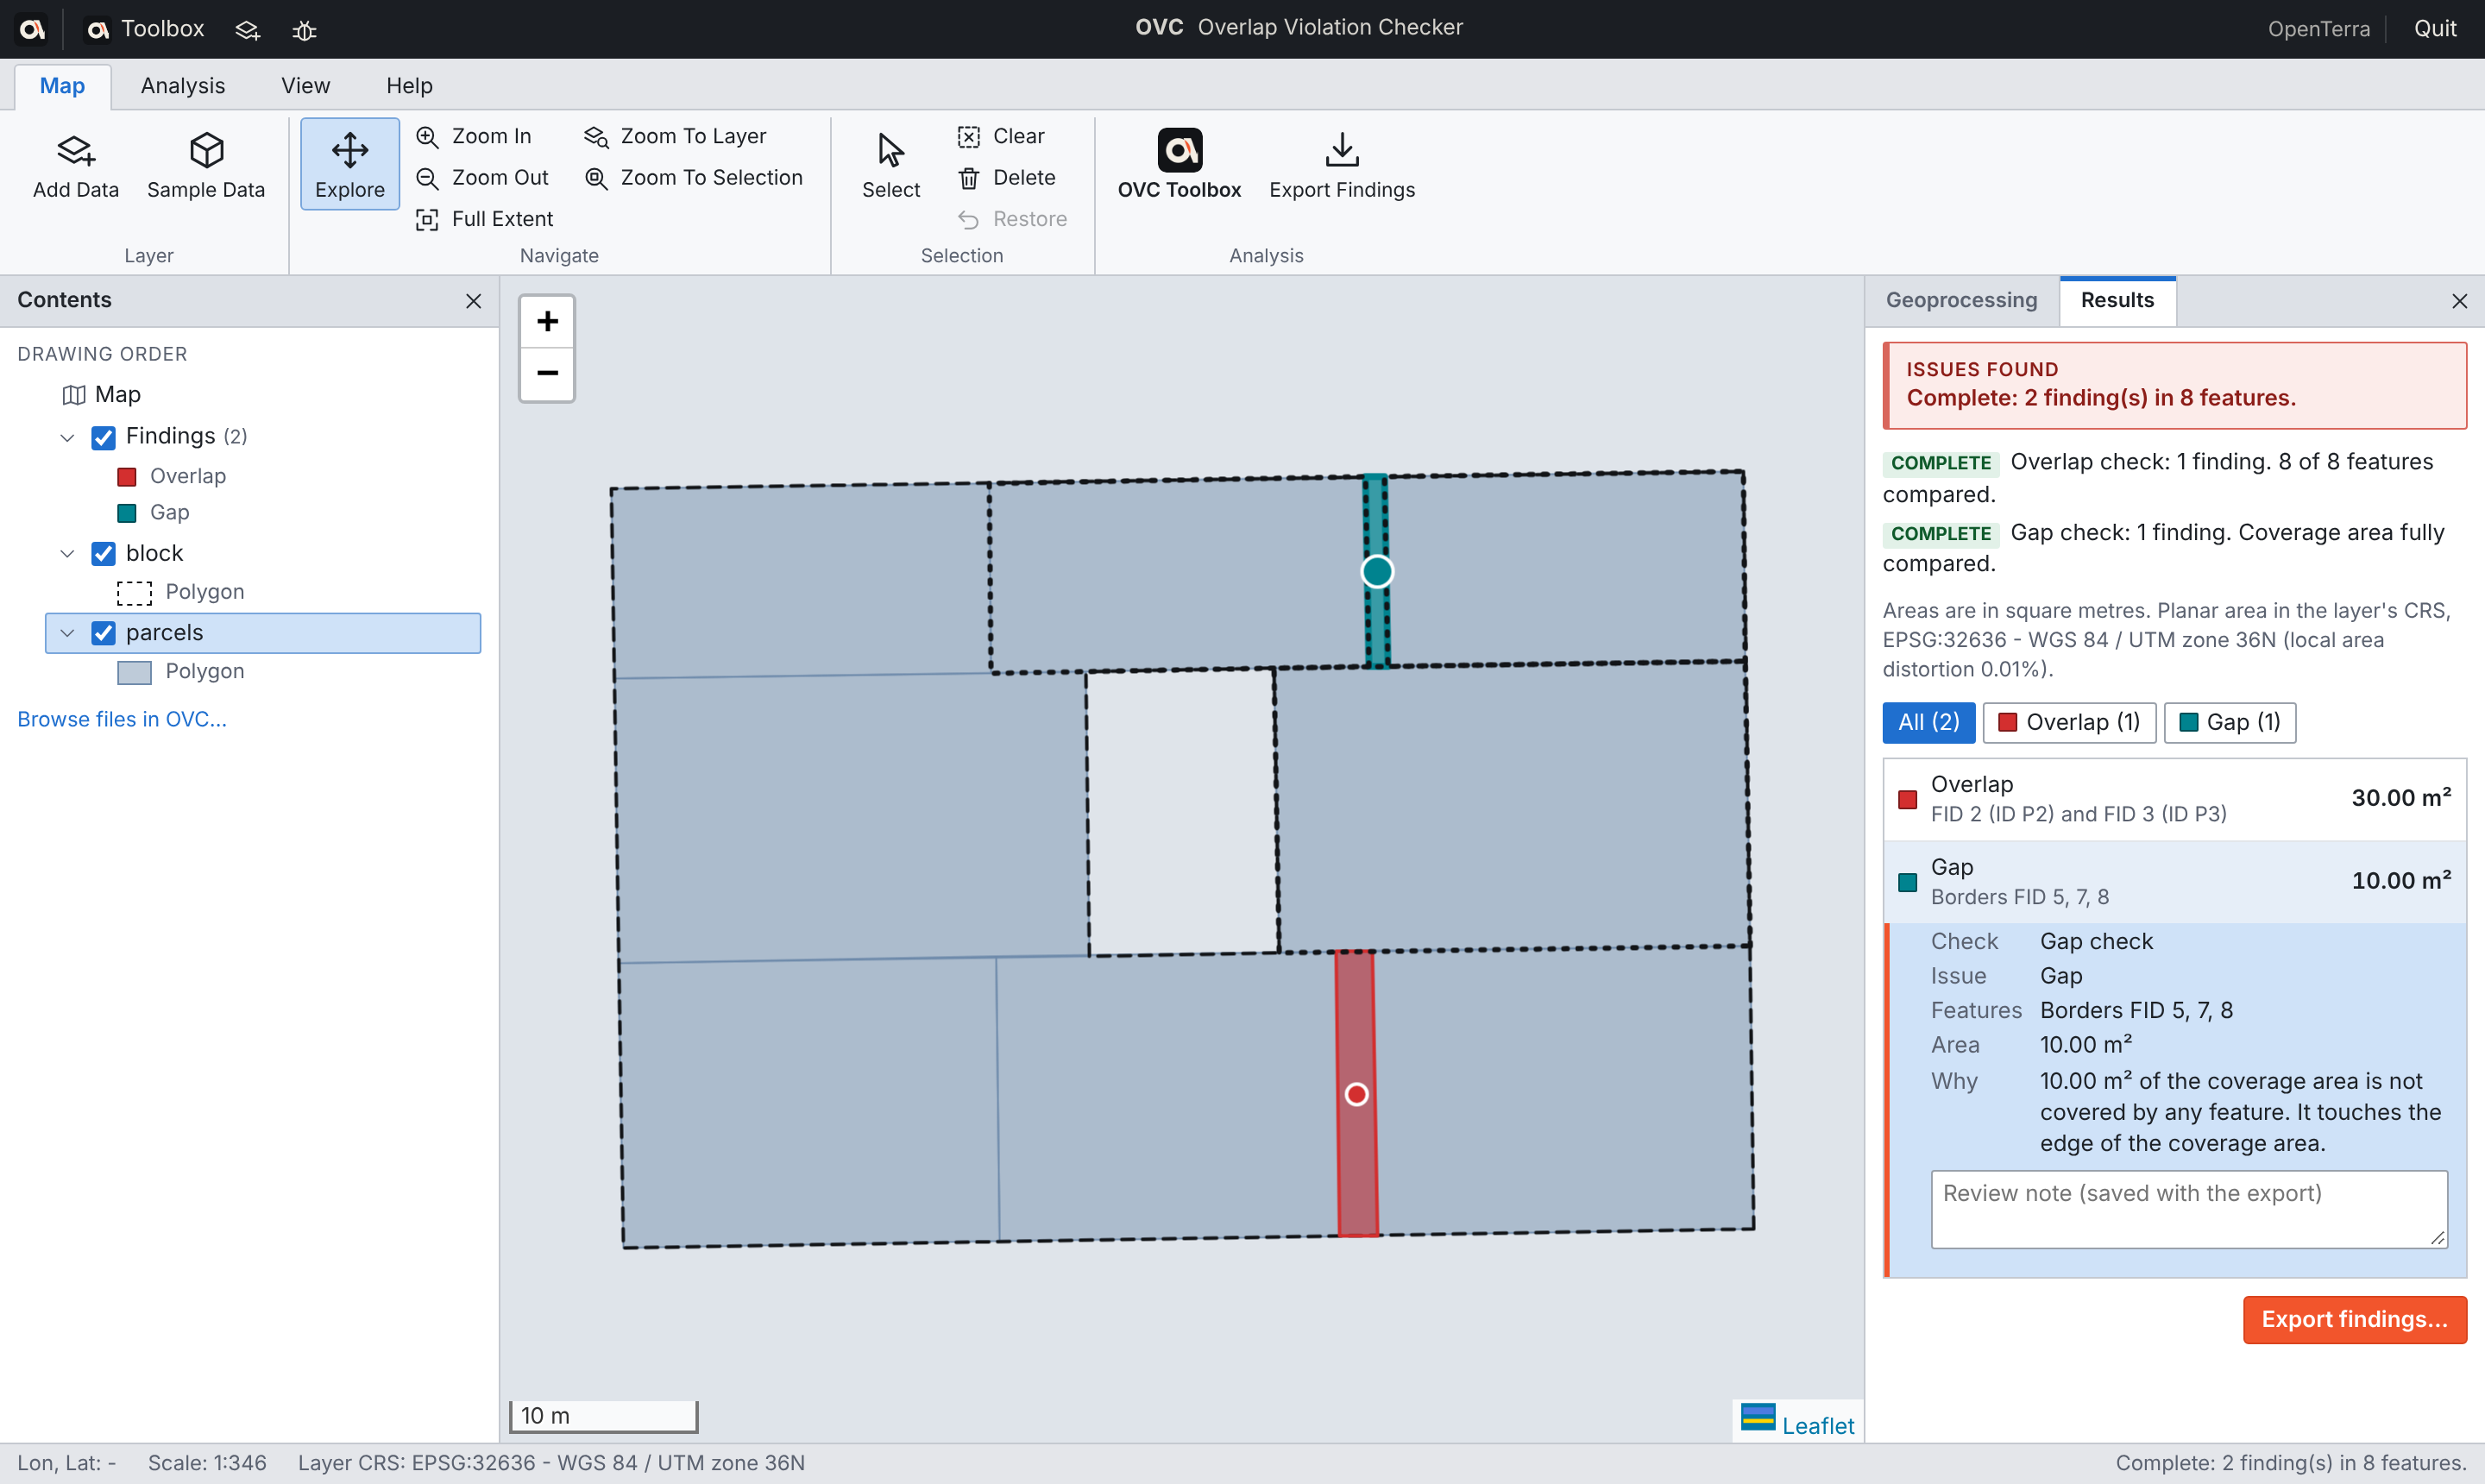 Toolbox
OVC Overlap Violation Checker
OpenTerra
Quit
Map
Analysis
View
Help
Add Data
Sample Data
Layer
Explore
Zoom In
Zoom Out
Full Extent
Zoom To Layer
Zoom To Selection
Navigate
Select
Clear
Delete
Restore
Selection
OVC Toolbox
Export Findings
Analysis
Contents
DRAWING ORDER
Map
Findings (2)
Overlap
Gap
block
Polygon
parcels
Polygon
Browse files in OVC...
+
−
10 m
Leaflet
Geoprocessing
Results
ISSUES FOUND
Complete: 2 finding(s) in 8 features.
COMPLETE Overlap check: 1 finding. 8 of 8 features
compared.
COMPLETE Gap check: 1 finding. Coverage area fully
compared.
Areas are in square metres. Planar area in the layer's CRS,
EPSG:32636 - WGS 84 / UTM zone 36N (local area
distortion 0.01%).
All (2)
Overlap (1)
Gap (1)
Overlap
FID 2 (ID P2) and FID 3 (ID P3)
30.00 m²
Gap
Borders FID 5, 7, 8
10.00 m²
Check Gap check
Issue Gap
Features Borders FID 5, 7, 8
Area 10.00 m²
Why 10.00 m² of the coverage area is not
covered by any feature. It touches the
edge of the coverage area.
Review note (saved with the export)
Export findings...
Lon, Lat: -
Scale: 1:346
Layer CRS: EPSG:32636 - WGS 84 / UTM zone 36N
Complete: 2 finding(s) in 8 features.